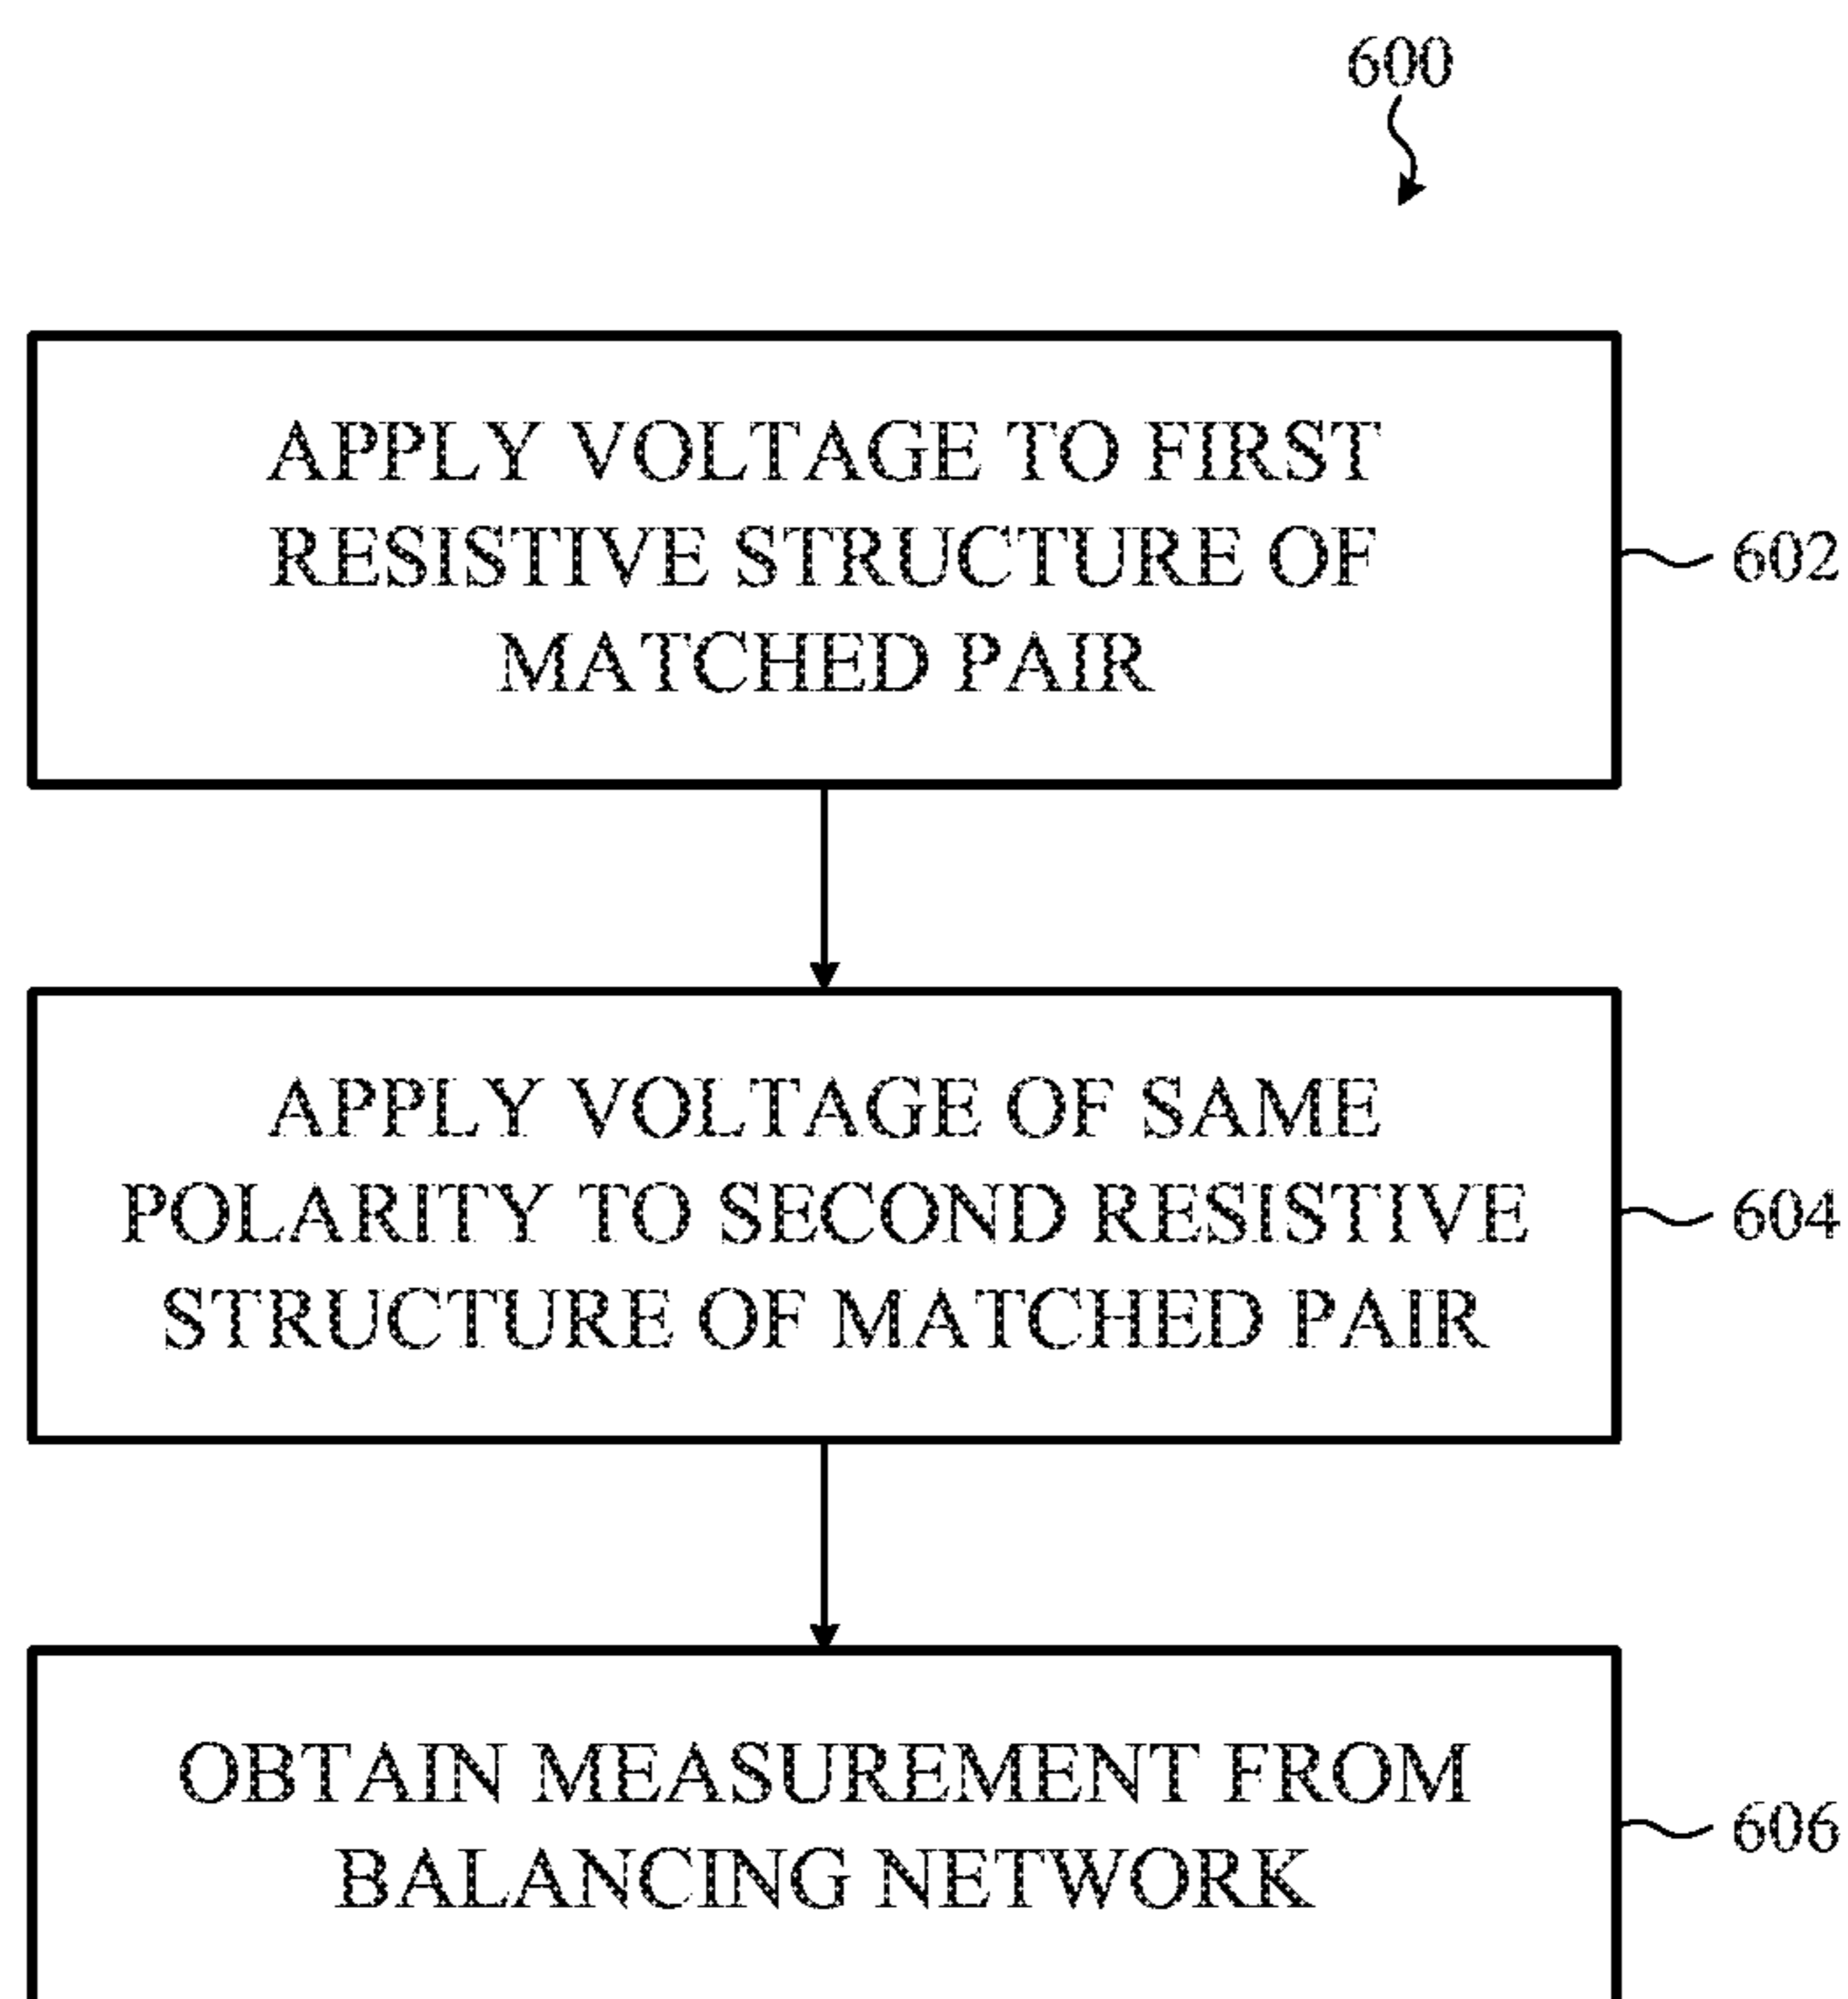 600
APPLY VOLTAGE TO FIRST
RESISTIVE STRUCTURE OF
MATCHED PAIR
602
APPLY VOLTAGE OF SAME
POLARITY TO SECOND RESISTIVE
STRUCTURE OF MATCHED PAIR
604
OBTAIN MEASUREMENT FROM
BALANCING NETWORK
606